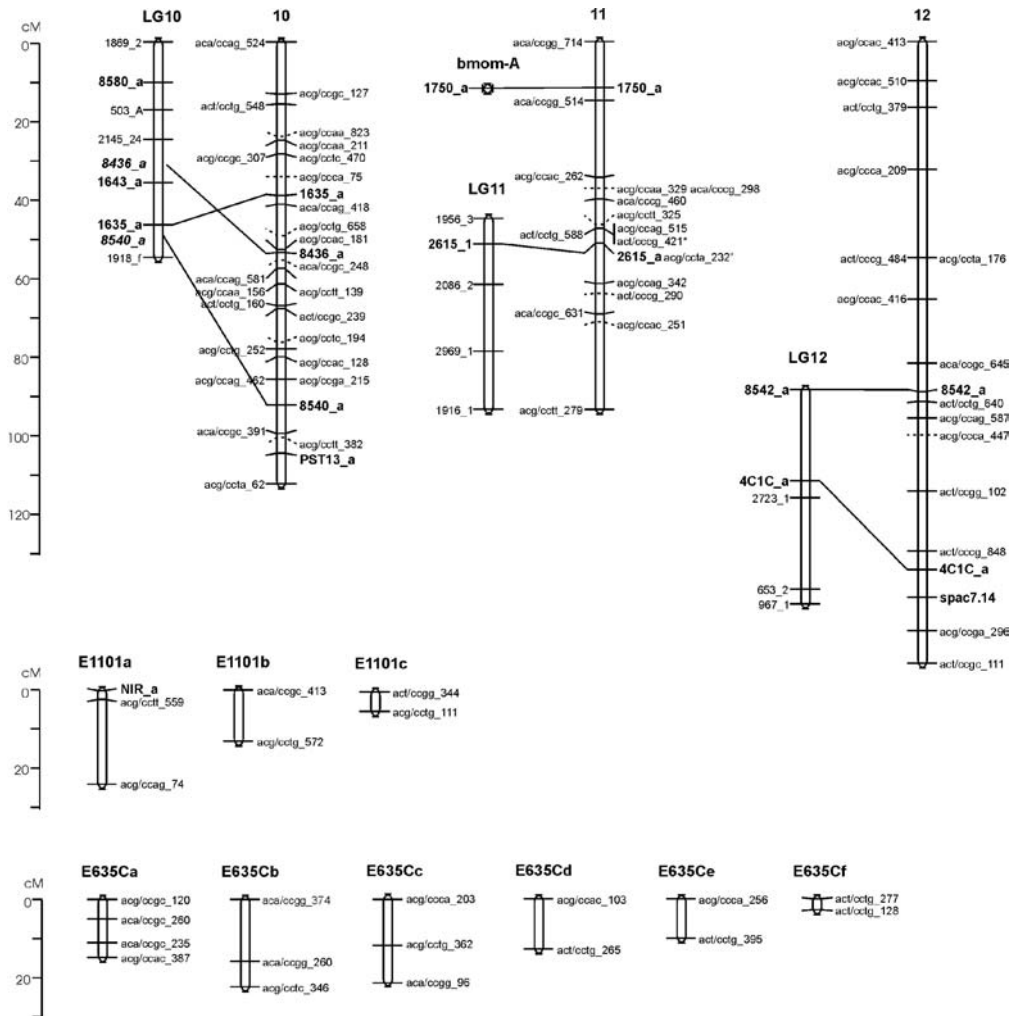 cM
LG10
10
11
12
0
20
40
60
80
100
120
1869_2
8580_a
503_A
2145_24
8436_a
1643_a
1635_a
8540_a
1918_f
aca/ccag_524
acg/ccgc_127
act/cctg_548
acg/ccaa_823
acg/ccaa_211
acg/ccgc_307
acg/cctc_470
acg/ccca_75
1635_a
aca/ccag_418
acg/cctg_658
acg/ccac_181
8436_a
aca/ccgc_248
aca/ccag_581
acg/ccaa_156
acg/cctt_139
act/cctg_160
act/ccgc_239
acg/cctc_194
acg/cctg_252
acg/ccac_128
acg/ccag_462
acg/ccga_215
8540_a
aca/ccgc_391
acg/cctt_382
PST13_a
acg/ccta_62
bmom-A
1750_a
LG11
1956_3
2615_1
2086_2
2969_1
1916_1
aca/ccgg_714
1750_a
aca/ccgg_514
acg/ccac_262
acg/ccaa_329 aca/cccg_298
aca/cccg_460
acg/cctt_325
acg/ccag_515
act/cctg_588
act/cccg_421"
2615_a acg/ccta_232"
acg/ccag_342
act/cccg_290
aca/ccgc_631
acg/ccac_251
acg/cctt_279
LG12
8542_a
4C1C_a
2723_1
653_2
967_1
acg/ccac_413
acg/ccac_510
act/cctg_379
acg/ccca_209
act/cccg_484
acg/ccta_176
acg/ccac_416
aca/ccgc_645
8542_a
act/cctg_640
acg/ccag_587
acg/ccca_447
act/ccgg_102
act/cccg_848
4C1C_a
spac7.14
acg/ccga_296
act/ccgc_111
cM
0
20
E1101a
NIR_a
acg/cctt_559
acg/ccag_74
E1101b
aca/ccgc_413
acg/cctg_572
E1101c
act/ccgg_344
acg/cctg_111
cM
0
20
E635Ca
acg/ccgc_120
aca/ccgc_260
aca/ccgc_235
acg/ccac_387
E635Cb
aca/ccgg_374
aca/ccgg_260
acg/cctc_346
E635Cc
acg/ccca_203
acg/cctg_362
aca/ccgg_96
E635Cd
acg/ccac_103
act/cctg_265
E635Ce
acg/ccca_256
act/cctg_395
E635Cf
act/cctg_277
act/cctg_128